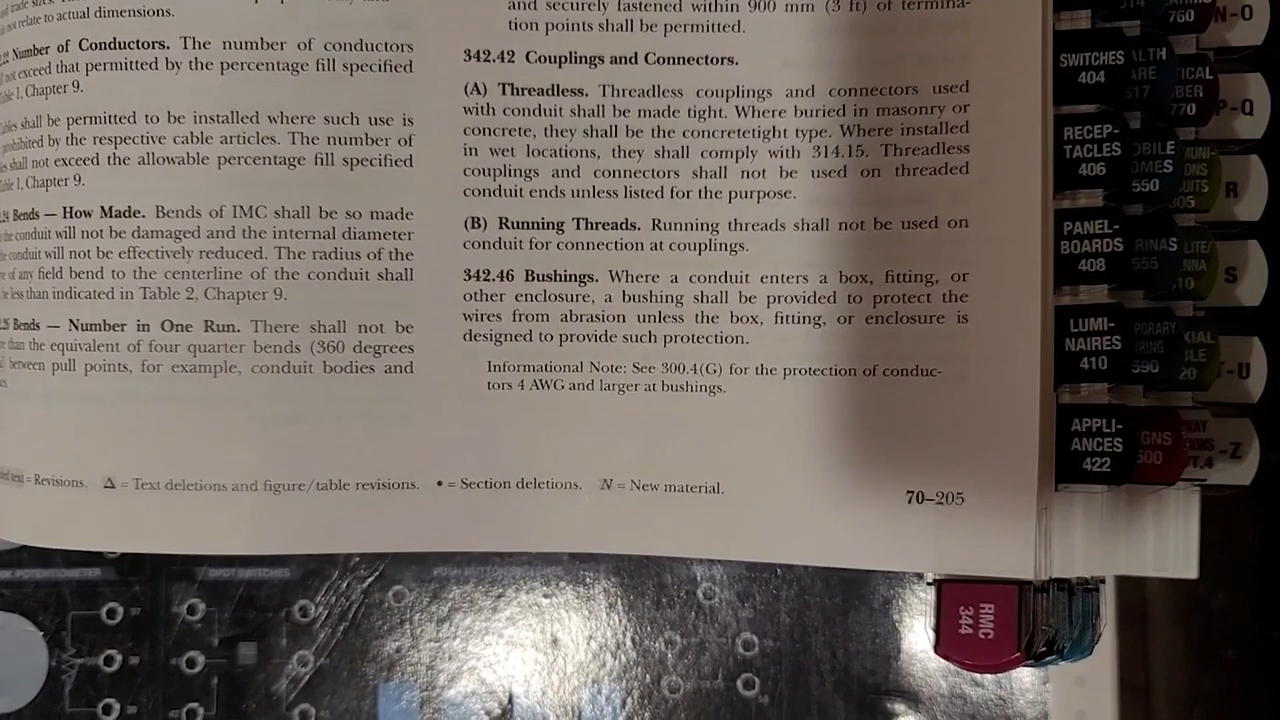 not relate to actual dimensions.
Number of Conductors. The number of conductors
not exceed that permitted by the percentage fill specified
1, Chapter 9.
shall be permitted to be installed where such use is
prohibited by the respective cable articles. The number of
shall not exceed the allowable percentage fill specified
1, Chapter 9.
Bends — How Made. Bends of IMC shall be so made
the conduit will not be damaged and the internal diameter
conduit will not be effectively reduced. The radius of the
of any field bend to the centerline of the conduit shall
be less than indicated in Table 2, Chapter 9.
Bends — Number in One Run. There shall not be
than the equivalent of four quarter bends (360 degrees
between pull points, for example, conduit bodies and
and securely fastened within 900 mm (3 ft) of termina-
tion points shall be permitted.
342.42 Couplings and Connectors.
(A) Threadless. Threadless couplings and connectors used
with conduit shall be made tight. Where buried in masonry or
concrete, they shall be the concretetight type. Where installed
in wet locations, they shall comply with 314.15. Threadless
couplings and connectors shall not be used on threaded
conduit ends unless listed for the purpose.
(B) Running Threads. Running threads shall not be used on
conduit for connection at couplings.
342.46 Bushings. Where a conduit enters a box, fitting, or
other enclosure, a bushing shall be provided to protect the
wires from abrasion unless the box, fitting, or enclosure is
designed to provide such protection.
Informational Note: See 300.4(G) for the protection of conduc-
tors 4 AWG and larger at bushings.
text = Revisions. Δ = Text deletions and figure/table revisions. • = Section deletions. N = New material.
70–205
760
N-O
SWITCHES
404
770
P-Q
RECEP-
TACLES
406
550
R
PANEL-
BOARDS
408
555
S
LUMI-
NAIRES
410
590
20
-U
APPLI-
ANCES
422
-Z
RMC
344
POTENTIOMETER
DPDT SWITCHES